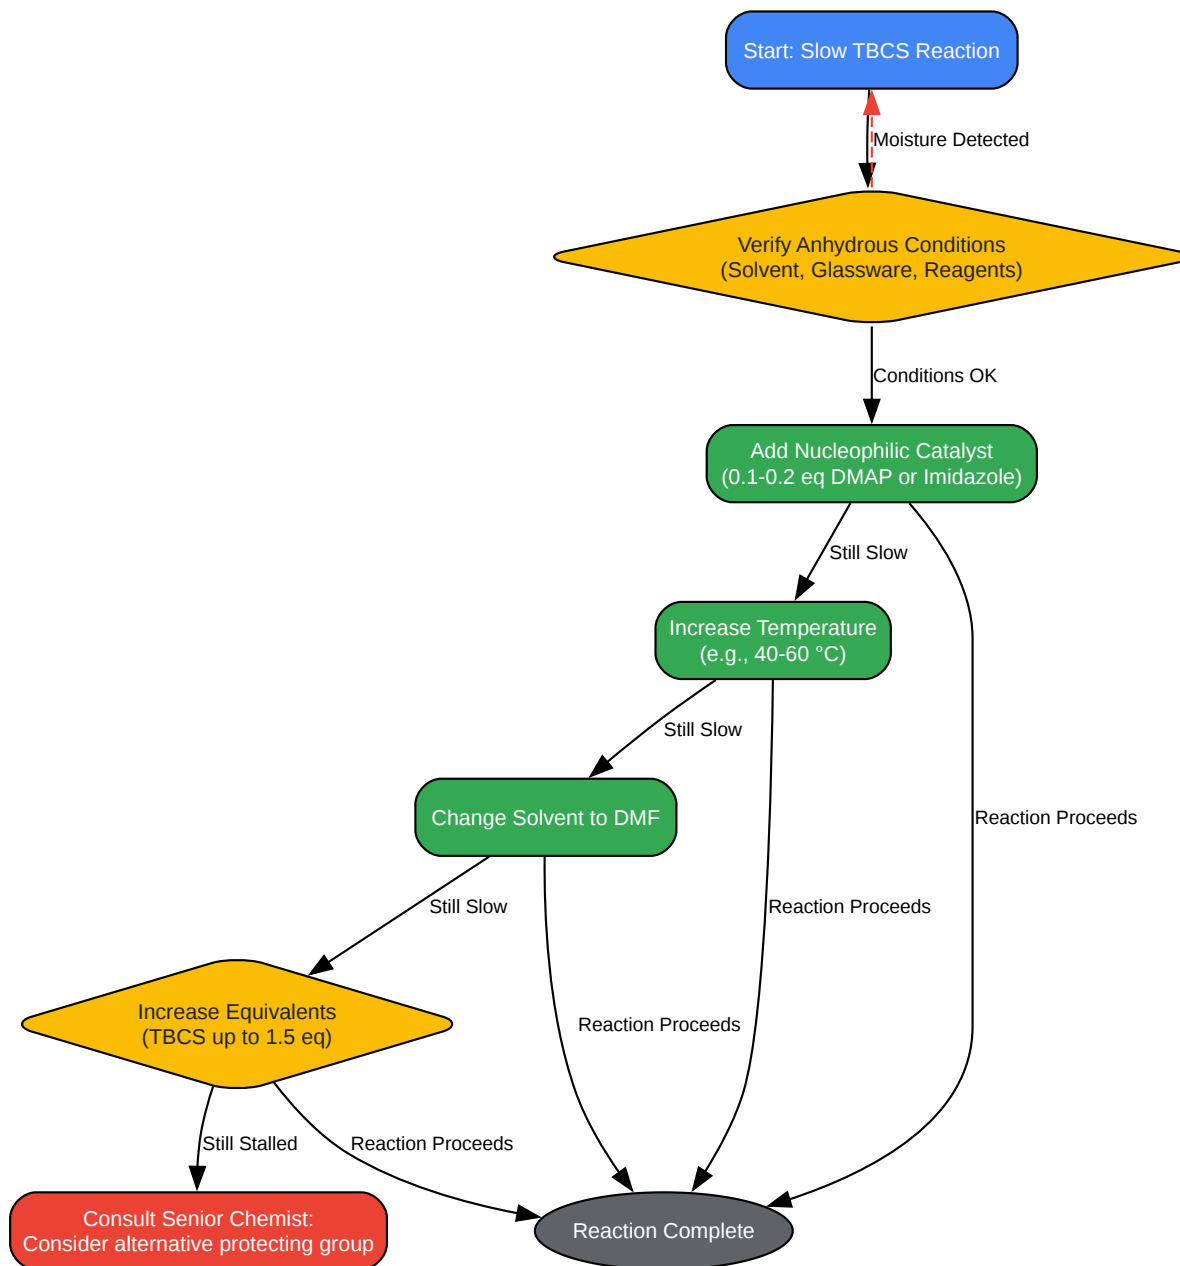 Start: Slow TBCS Reaction
Moisture Detected
Verify Anhydrous Conditions
(Solvent, Glassware, Reagents)
Conditions OK
Add Nucleophilic Catalyst
(0.1-0.2 eq DMAP or Imidazole)
Still Slow
Increase Temperature
(e.g., 40-60 °C)
Still Slow
Change Solvent to DMF
Reaction Proceeds
Still Slow
Reaction Proceeds
Increase Equivalents
(TBCS up to 1.5 eq)
Reaction Proceeds
Still Stalled
Reaction Proceeds
Consult Senior Chemist:
Consider alternative protecting group
Reaction Complete